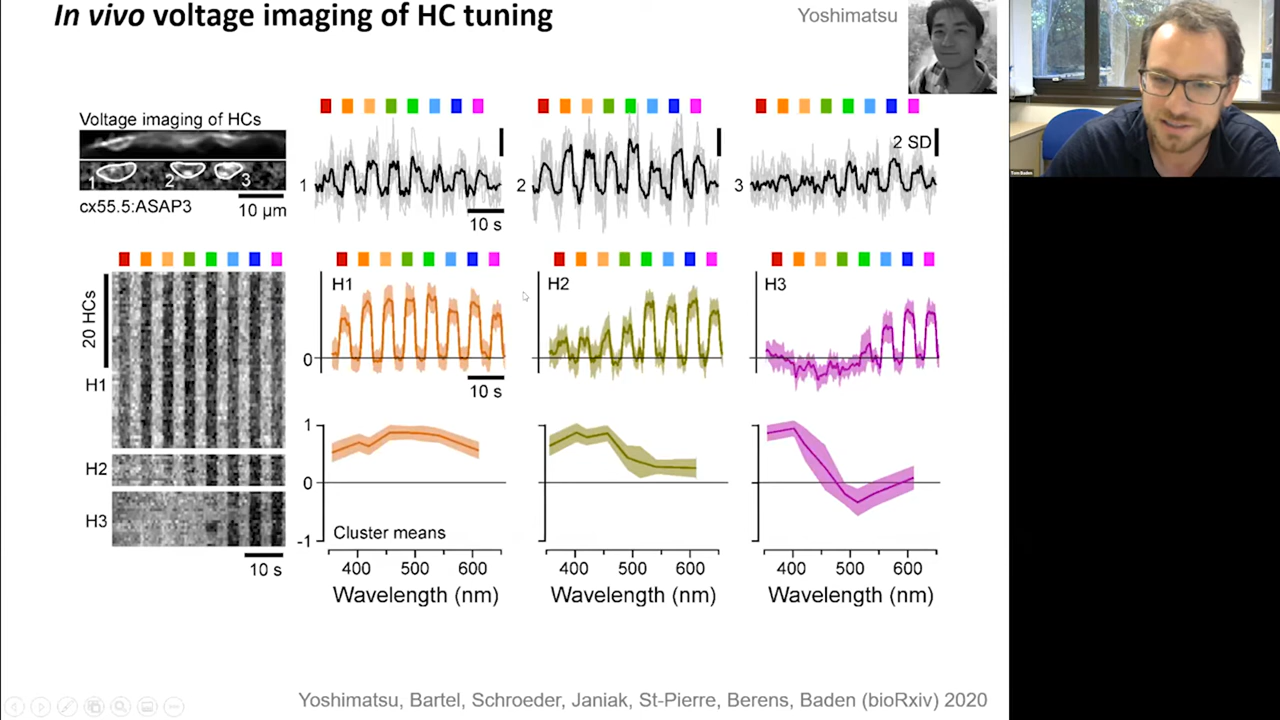 In vivo voltage imaging of HC tuning
Yoshimatsu
Tom Baden
Voltage imaging of HCs
1 2 3
cx55.5:ASAP3
10 µm
1
10 s
2
3
2 SD
20 HCs
H1
H2
H3
10 s
H1
0
10 s
H2
H3
1
0
-1
Cluster means
400 500 600
Wavelength (nm)
400 500 600
Wavelength (nm)
400 500 600
Wavelength (nm)
Yoshimatsu, Bartel, Schroeder, Janiak, St-Pierre, Berens, Baden (bioRxiv) 2020